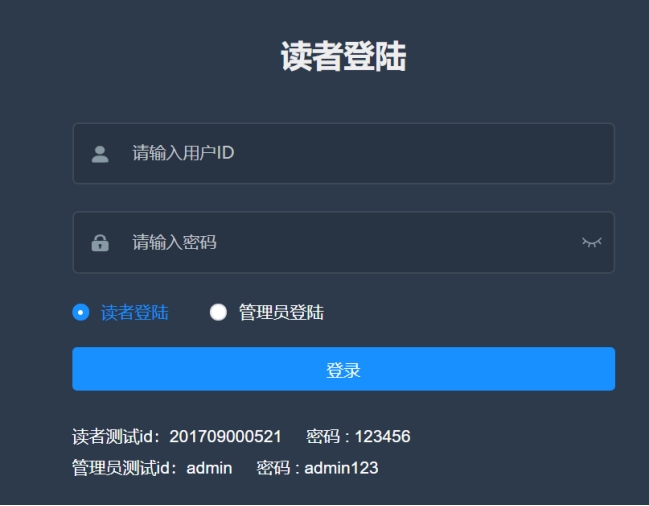 读者登陆
请输入用户ID
请输入密码
读者登陆 管理员登陆
登录
读者测试id：201709000521 密码 : 123456
管理员测试id：admin 密码 : admin123